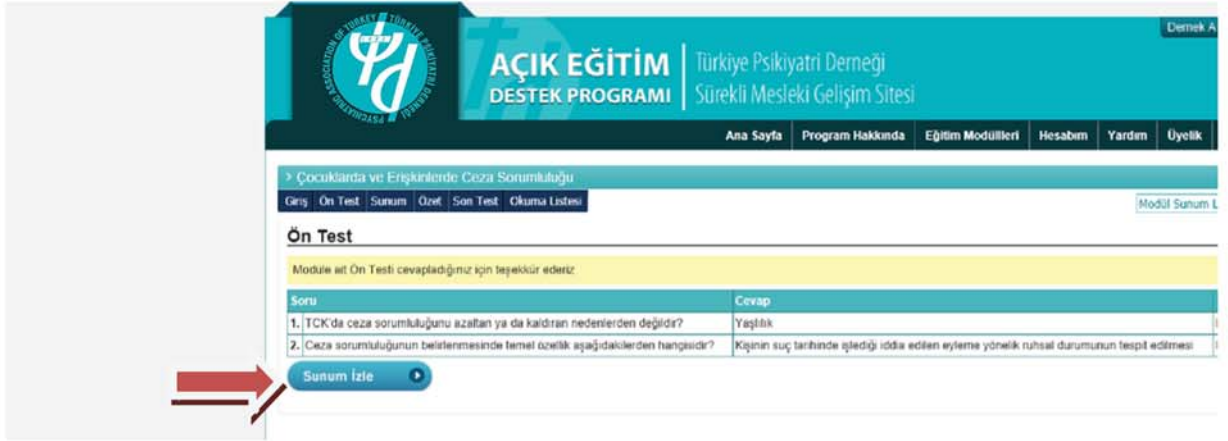 PSYCHIATRIC ASSOCIATION OF TURKEY TÜRKİYE PSİKİYATRİ DERNEĞİ
Dernek A
AÇIK EĞİTİM
DESTEK PROGRAMI
Türkiye Psikiyatri Derneği
Sürekli Mesleki Gelişim Sitesi
Ana Sayfa Program Hakkında Eğitim Modülleri Hesabım Yardım Üyelik
> Çocuklarda ve Erişkinlerde Ceza Sorumluluğu
Giriş Ön Test Sunum Özet Son Test Okuma Listesi
Modül Sunum L
Ön Test
Modüle ait Ön Testi cevapladığınız için teşekkür ederiz
Soru Cevap
1. TCK'da ceza sorumluluğunu azaltan ya da kaldıran nedenlerden değildir? Yaşlılık
2. Ceza sorumluluğunun belirlenmesinde temel özellik aşağıdakilerden hangisidir? Kişinin suç tarihinde işlediği iddia edilen eyleme yönelik ruhsal durumunun tespit edilmesi
Sunum İzle